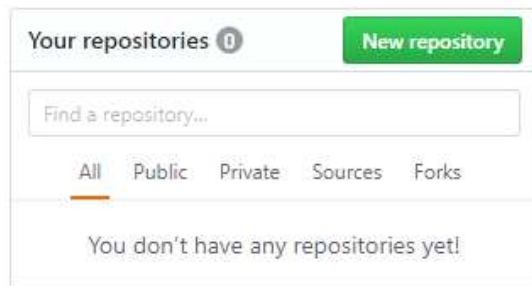 Your repositories 0 New repository
Find a repository...
All Public Private Sources Forks
You don't have any repositories yet!